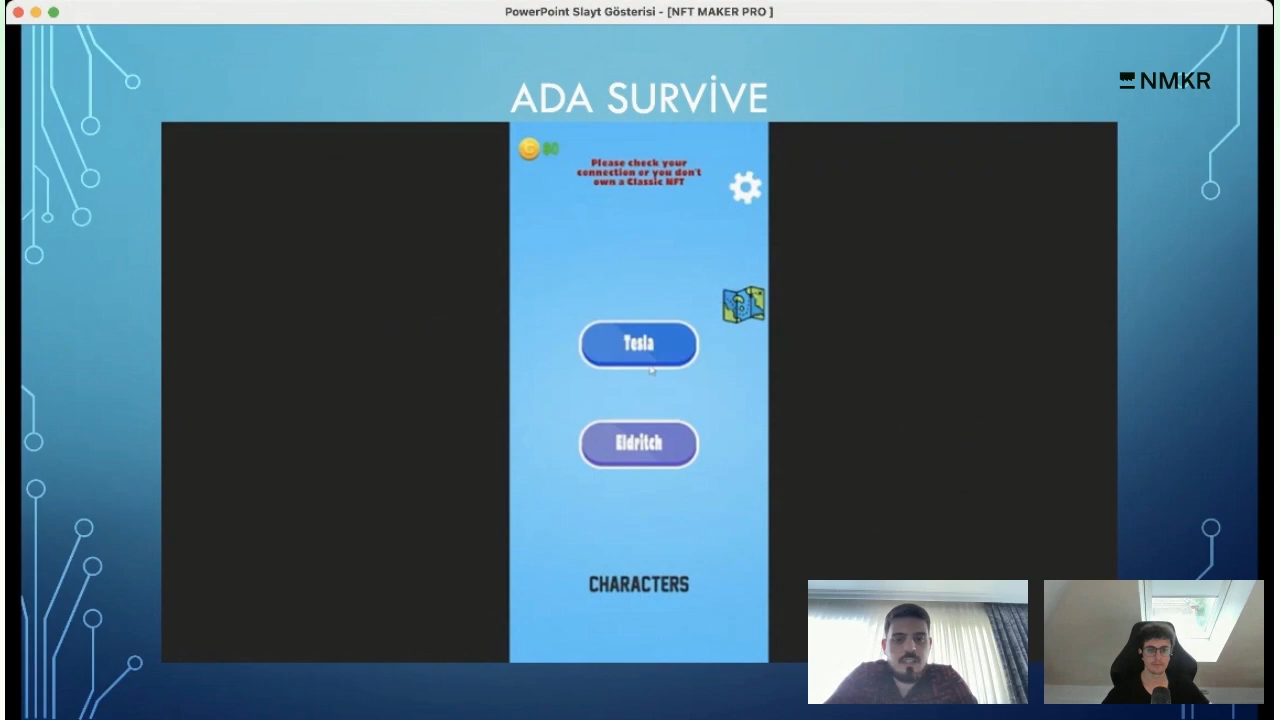 PowerPoint Slayt Gösterisi - [NFT MAKER PRO ]
NMKR
ADA SURVİVE
$0
Please check your
connection or you don't
own a Classic NFT
Tesla
Eldritch
CHARACTERS